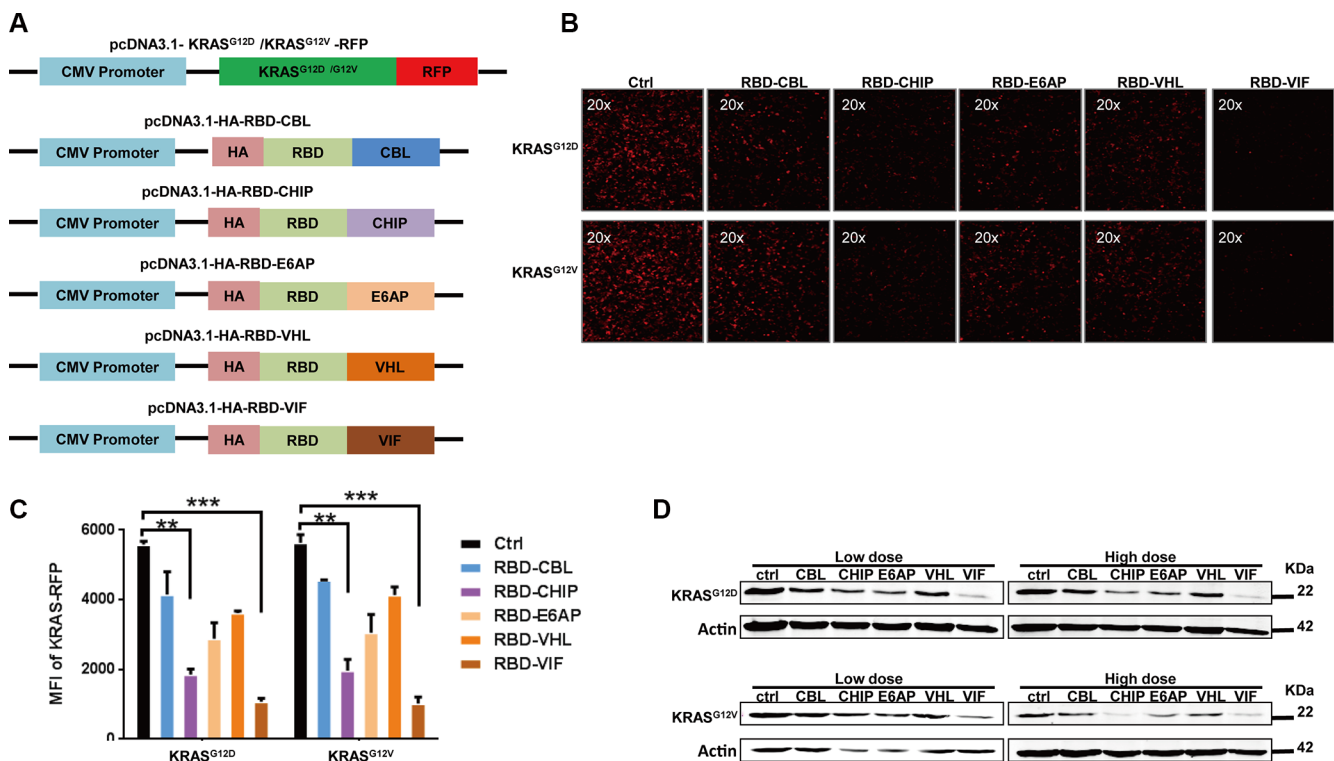 A
pcDNA3.1- KRASG12D /KRASG12V -RFP
CMV Promoter KRASG12D /G12V RFP
pcDNA3.1-HA-RBD-CBL
CMV Promoter HA RBD CBL
pcDNA3.1-HA-RBD-CHIP
CMV Promoter HA RBD CHIP
pcDNA3.1-HA-RBD-E6AP
CMV Promoter HA RBD E6AP
pcDNA3.1-HA-RBD-VHL
CMV Promoter HA RBD VHL
pcDNA3.1-HA-RBD-VIF
CMV Promoter HA RBD VIF
B
Ctrl RBD-CBL RBD-CHIP RBD-E6AP RBD-VHL RBD-VIF
20x 20x 20x 20x 20x 20x
KRASG12D
20x 20x 20x 20x 20x 20x
KRASG12V
C
MFI of KRAS-RFP
6000
4000
2000
0
*** ***
** **
KRASG12D KRASG12V
Ctrl
RBD-CBL
RBD-CHIP
RBD-E6AP
RBD-VHL
RBD-VIF
D
Low dose High dose
ctrl CBL CHIP E6AP VHL VIF ctrl CBL CHIP E6AP VHL VIF KDa
KRASG12D 22
Actin 42
Low dose High dose
ctrl CBL CHIP E6AP VHL VIF ctrl CBL CHIP E6AP VHL VIF KDa
KRASG12V 22
Actin 42